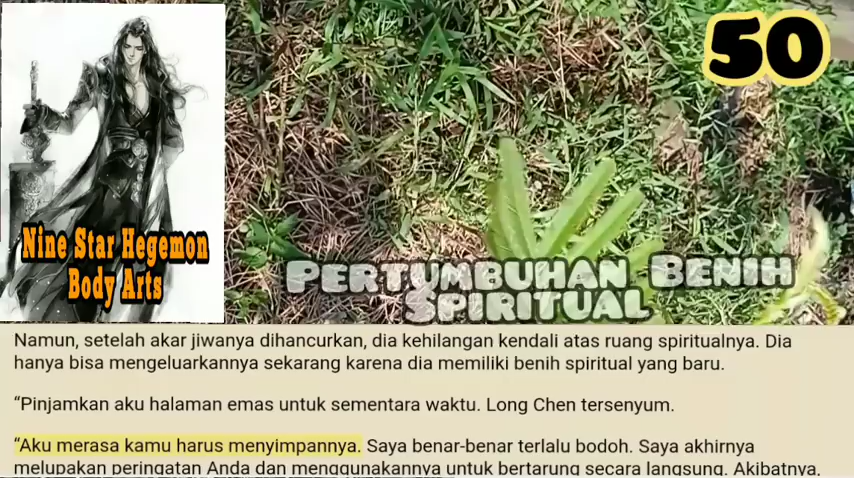 50
Nine Star Hegemon
Body Arts
PERTUMBUHAN BENIH
SPIRITUAL
Namun, setelah akar jiwanya dihancurkan, dia kehilangan kendali atas ruang spiritualnya. Dia
hanya bisa mengeluarkannya sekarang karena dia memiliki benih spiritual yang baru.
“Pinjamkan aku halaman emas untuk sementara waktu. Long Chen tersenyum.
“Aku merasa kamu harus menyimpannya. Saya benar-benar terlalu bodoh. Saya akhirnya
melupakan peringatan Anda dan menggunakannya untuk bertarung secara langsung. Akibatnya,